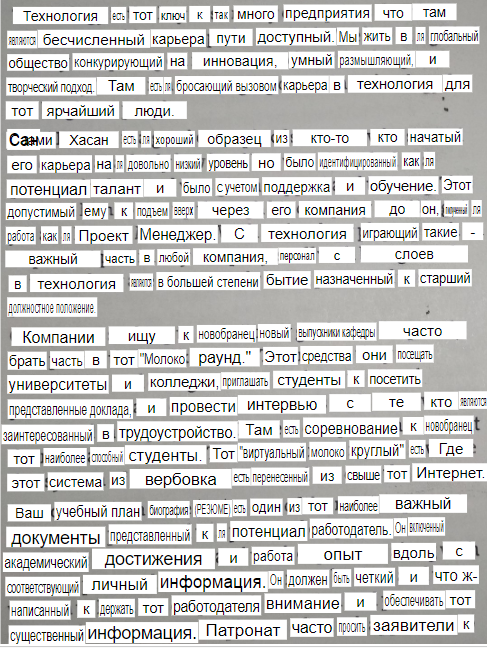 Технология есть тот ключ к так много предприятия что там
являются бесчисленный карьера пути доступный. Мы жить в ля глобальный
общество конкурирующий на инновация, умный размышляющий, и
творческий подход. Там есть ля бросающий вызовом карьера в технология для
тот ярчайший люди.
Сан ами Хасан есть ля хороший образец из кто-то кто начатый
его карьера на ля довольно низкий уровень но было идентифицированный как ля
потенциал талант и было С учетом поддержка и обучение. Этот
допустимый ему к подъем вверх через его компания до он, включенный ля
работа как ля Проект Менеджер. С технология играющий такие -
важный часть в любой компания, персонал с слоев
в технология являются в большей степени бытие назначенный к старший
должностное положение.
Компании ищу к новобранец новый выпускники кафедры часто
брать часть в тот "Молоко раунд." Этот средства они посещать
университеты и колледжи, приглашать студенты к посетить
представленные доклада, и провести интервью с те кто являются
заинтересованный в трудоустройство. Там есть соревнование к новобранец
тот наиболее способный студенты. Тот "виртуальный молоко круглый" есть Где
этот система из вербовка есть перенесенный из свыше тот Интернет.
Ваш учебный план биография (РЕЗЮМЕ) есть один из тот наиболее важный
документы представленный к ля потенциал работодатель. Он включенный
академический достижения и работа опыт вдоль с
соответствующий личный информация. Он должен быть четкий и что ж-
написанный к держать тот работодателя внимание и обеспечивать тот
существенный информация. Патронат часто просить заявители к